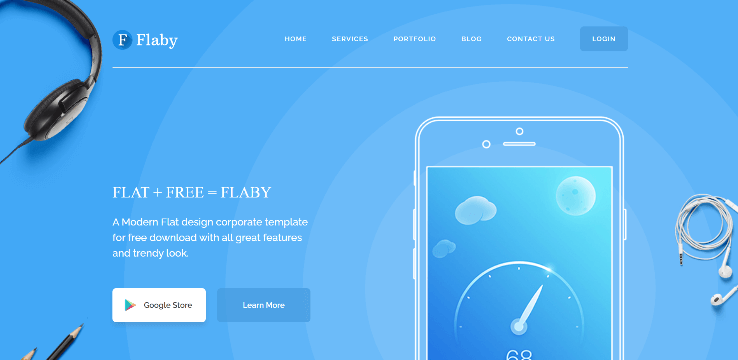 F Flaby
HOME SERVICES PORTFOLIO BLOG CONTACT US LOGIN
FLAT + FREE = FLABY
A Modern Flat design corporate template
for free download with all great features
and trendy look.
Google Store Learn More
68